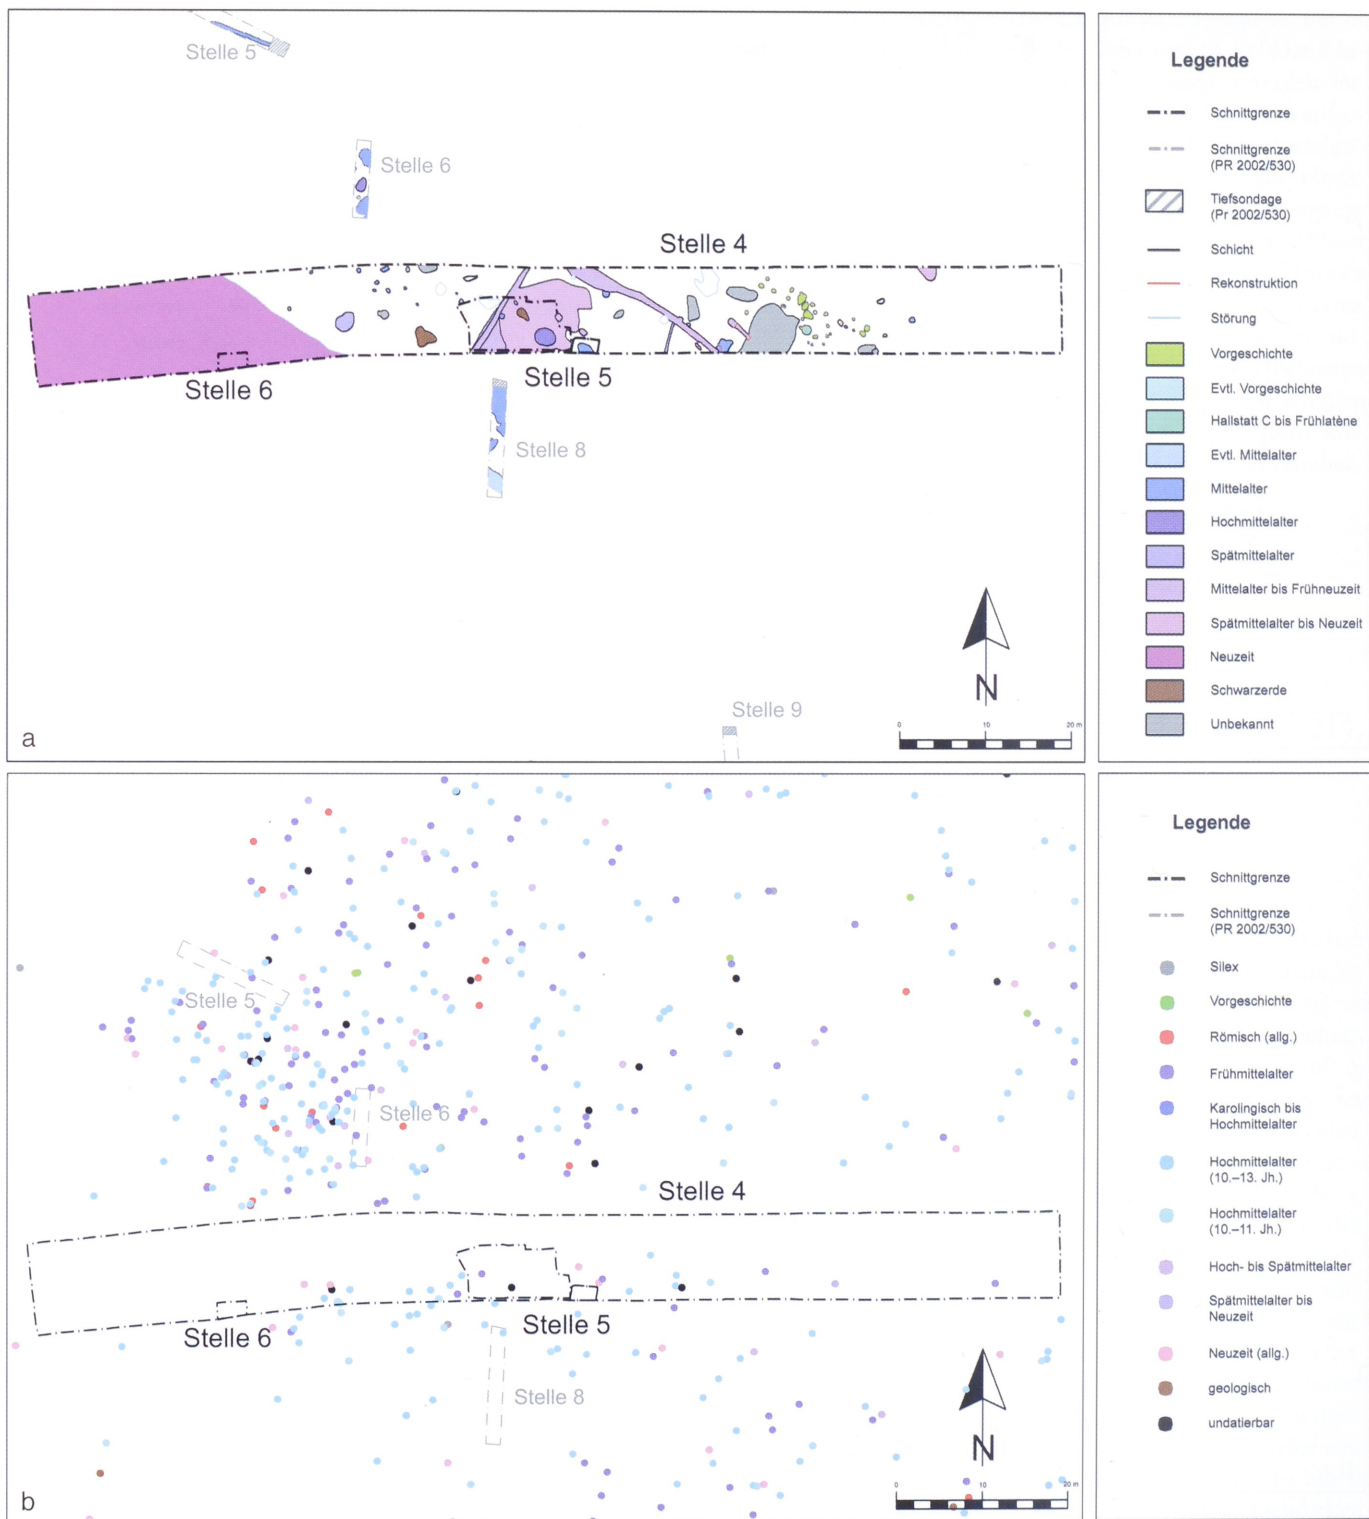 Stelle 5
Stelle 6
Stelle 4
Stelle 6
Stelle 5
Stelle 8
Stelle 9
N
0 10 20 m
a
Legende
Schnittgrenze
Schnittgrenze
(PR 2002/530)
Tiefsondage
(Pr 2002/530)
Schicht
Rekonstruktion
Störung
Vorgeschichte
Evtl. Vorgeschichte
Hallstatt C bis Frühlatène
Evtl. Mittelalter
Mittelalter
Hochmittelalter
Spätmittelalter
Mittelalter bis Frühneuzeit
Spätmittelalter bis Neuzeit
Neuzeit
Schwarzerde
Unbekannt
Stelle 5
Stelle 6
Stelle 4
Stelle 6
Stelle 5
Stelle 8
N
0 10 20 m
b
Legende
Schnittgrenze
Schnittgrenze
(PR 2002/530)
Silex
Vorgeschichte
Römisch (allg.)
Frühmittelalter
Karolingisch bis
Hochmittelalter
Hochmittelalter
(10.–13. Jh.)
Hochmittelalter
(10.–11. Jh.)
Hoch- bis Spätmittelalter
Spätmittelalter bis
Neuzeit
Neuzeit (allg.)
geologisch
undatierbar